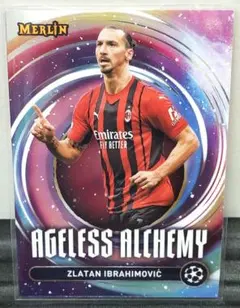 MERLIN
Emirates
FLY BETTER
AGELESS ALCHEMY
ZLATAN IBRAHIMOVIĆ